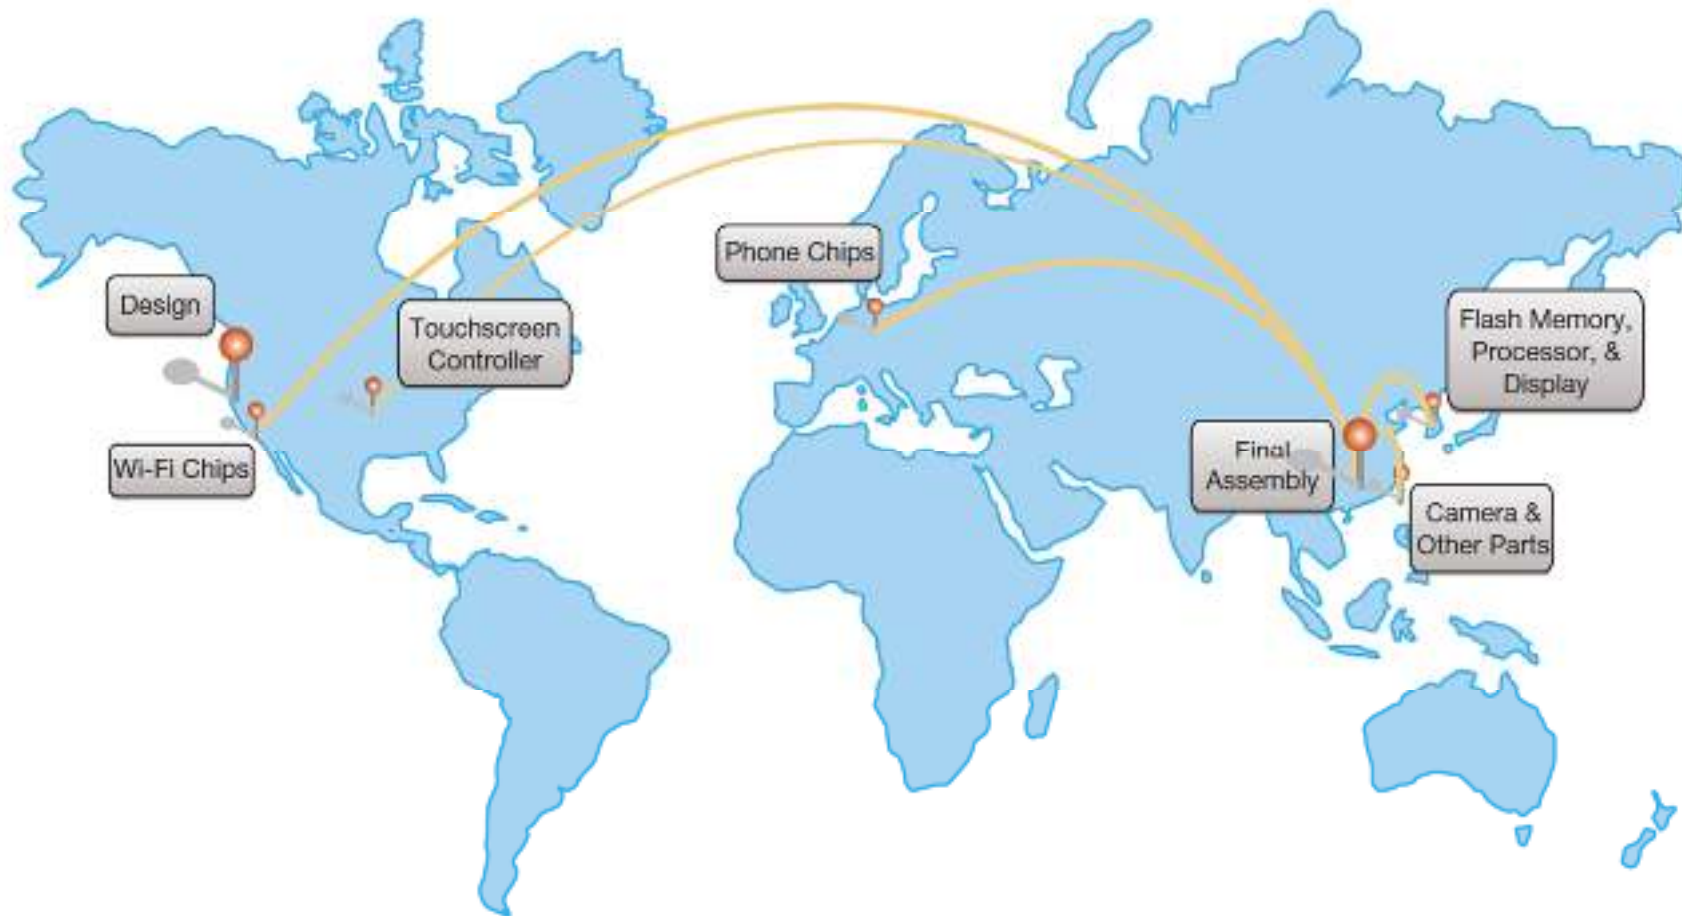 Phone Chips
Design
Touchscreen
Controller
Flash Memory,
Processor, &
Display
Wi-Fi Chips
Final
Assembly
Camera &
Other Parts